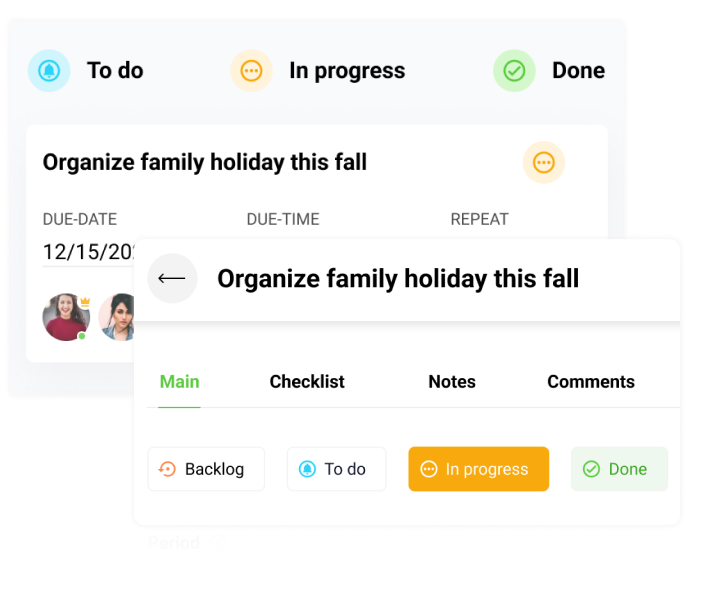 To do In progress Done
Organize family holiday this fall
DUE-DATE DUE-TIME REPEAT
12/15/20
Organize family holiday this fall
Main Checklist Notes Comments
Backlog To do In progress Done
Period